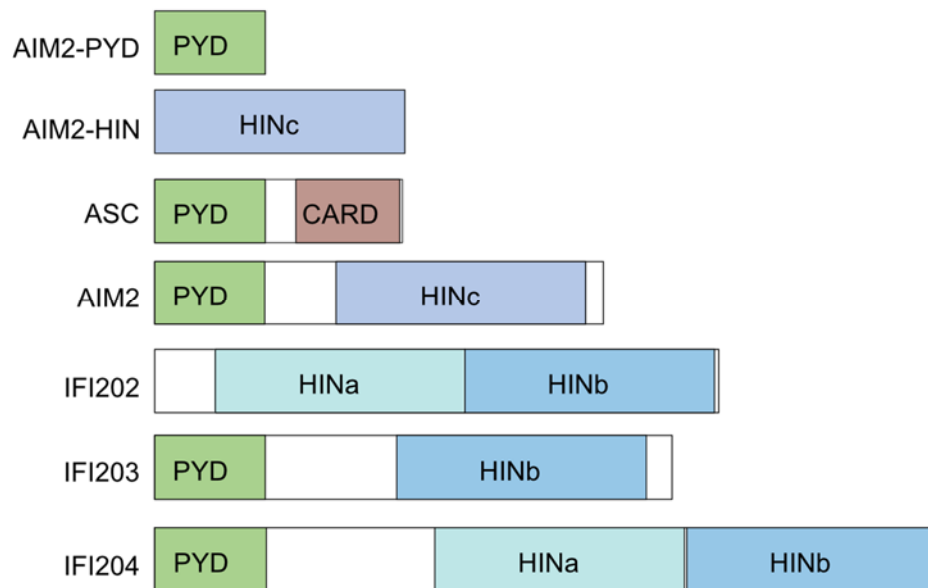 AIM2-PYD PYD
AIM2-HIN HINc
ASC PYD CARD
AIM2 PYD HINc
IFI202 HINa HINb
IFI203 PYD HINb
IFI204 PYD HINa HINb